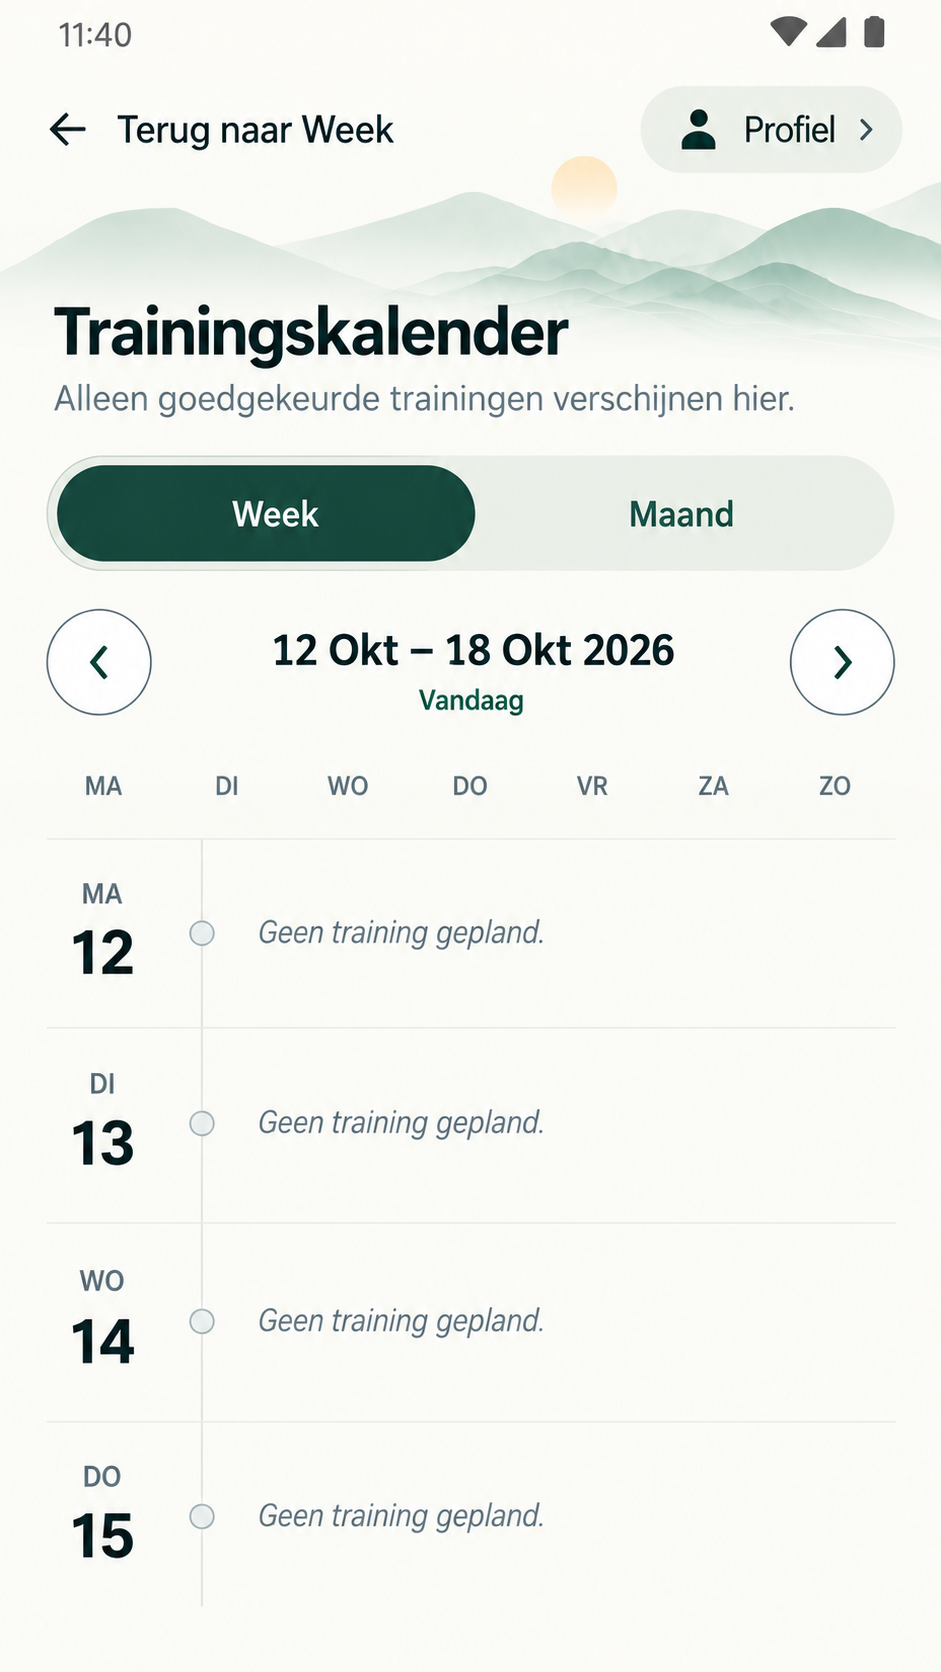 11:40
Terug naar Week
Profiel
Trainingskalender
Alleen goedgekeurde trainingen verschijnen hier.
Week
Maand
12 Okt – 18 Okt 2026
Vandaag
MA DI WO DO VR ZA ZO
MA
12
Geen training gepland.
DI
13
Geen training gepland.
WO
14
Geen training gepland.
DO
15
Geen training gepland.